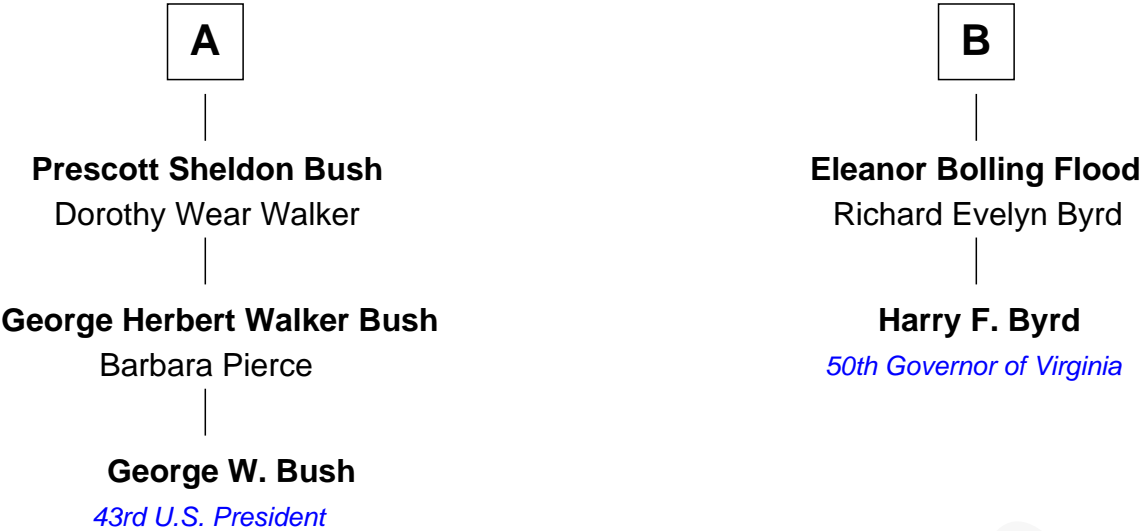 A
Prescott Sheldon Bush
Dorothy Wear Walker
George Herbert Walker Bush
Barbara Pierce
George W. Bush
43rd U.S. President
B
Eleanor Bolling Flood
Richard Evelyn Byrd
Harry F. Byrd
50th Governor of Virginia